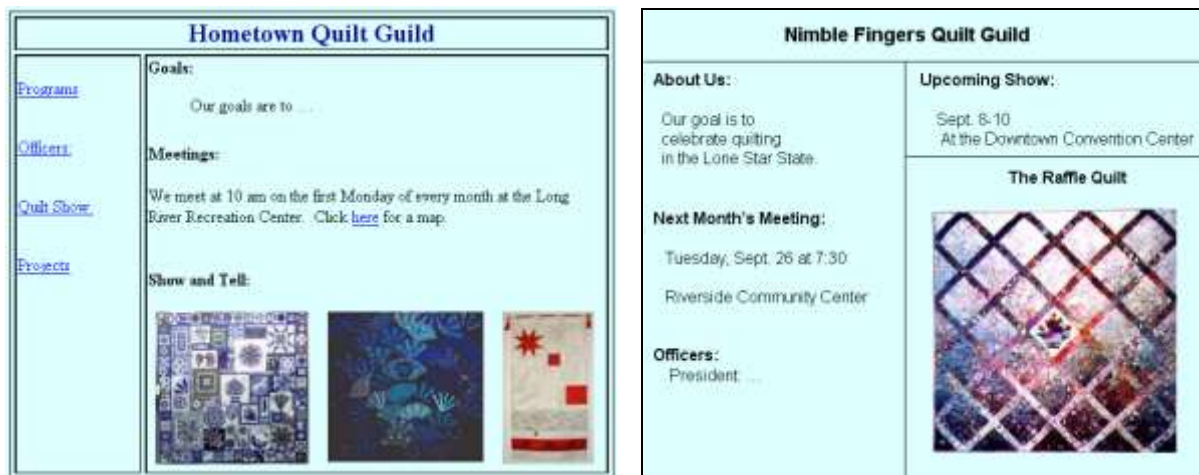 Hometown Quilt Guild
Programs
Officers:
Quilt Show:
Projects
Goals:
Our goals are to ...
Meetings:
We meet at 10 am on the first Monday of every month at the Long
River Recreation Center. Click here for a map.
Show and Tell:
Nimble Fingers Quilt Guild
About Us:
Our goal is to
celebrate quilting
in the Lone Star State.
Next Month's Meeting:
Tuesday, Sept. 26 at 7:30
Riverside Community Center
Officers:
President: ...
Upcoming Show:
Sept. 8-10
At the Downtown Convention Center
The Raffle Quilt